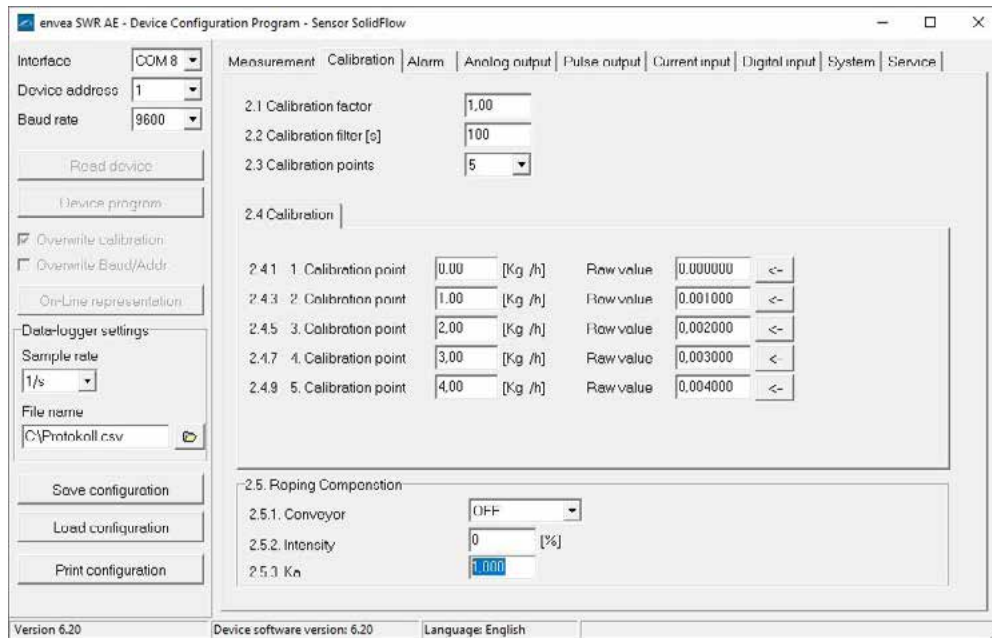 envea SWR AE - Device Configuration Program - Sensor SolidFlow
Interface COM 8
Device address 1
Baud rate 9600
Read device
Device program
Overwrite calibration
Overwrite Baud/Addr
On-Line representation
Data-logger settings
Sample rate
1/s
File name
C:\Protokoll.csv
Save configuration
Load configuration
Print configuration
Measurement Calibration Alarm Analog output Pulse output Current input Digital input System Service
2.1 Calibration factor 1,00
2.2 Calibration filter [s] 100
2.3 Calibration points 5
2.4 Calibration
2.4.1 1. Calibration point 0.00 [Kg /h] Raw value 0.000000 <-
2.4.3 2. Calibration point 1.00 [Kg /h] Raw value 0.001000 <-
2.4.5 3. Calibration point 2,00 [Kg /h] Raw value 0,002000 <-
2.4.7 4. Calibration point 3,00 [Kg /h] Raw value 0,003000 <-
2.4.9 5. Calibration point 4,00 [Kg /h] Raw value 0,004000 <-
2.5. Roping Compenstion
2.5.1. Conveyor OFF
2.5.2. Intensity 0 [%]
2.5.3 1,000
Version 6.20 Device software version: 6.20 Language: English